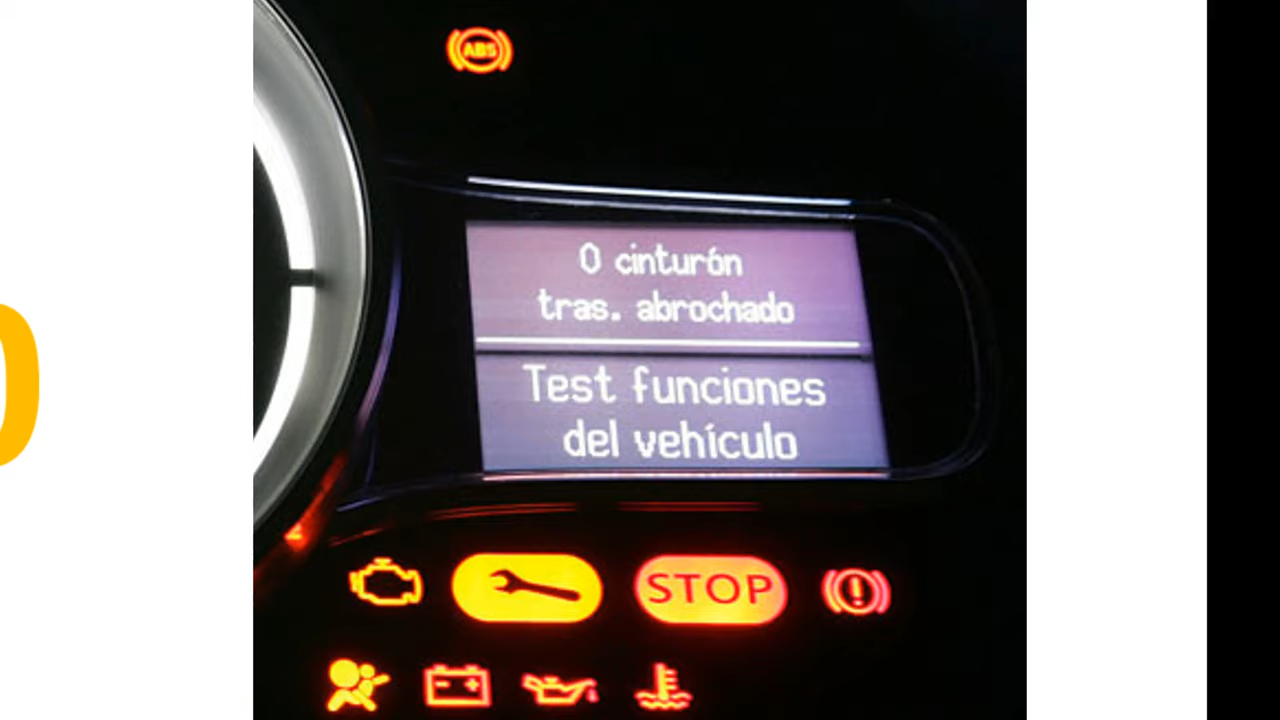 ABS
0 cinturón
tras. abrochado
Test funciones
del vehículo
STOP